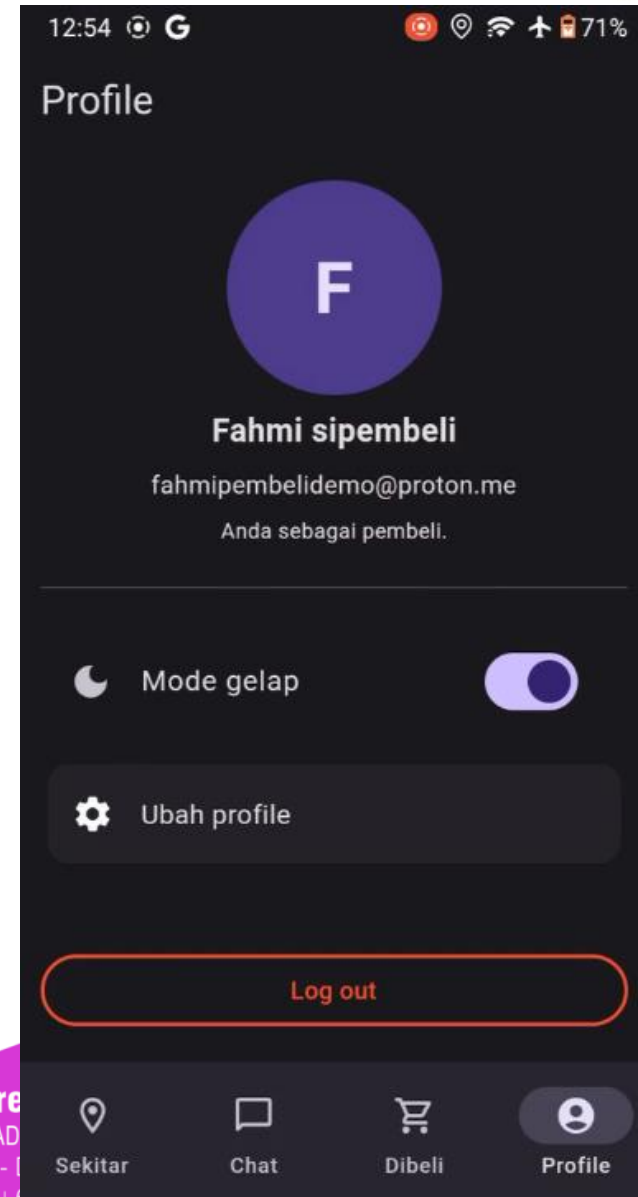 12:54 G 71%
Profile
F
Fahmi sipembeli
fahmipembelidemo@proton.me
Anda sebagai pembeli.
Mode gelap
Ubah profile
Log out
Sekitar Chat Dibeli Profile